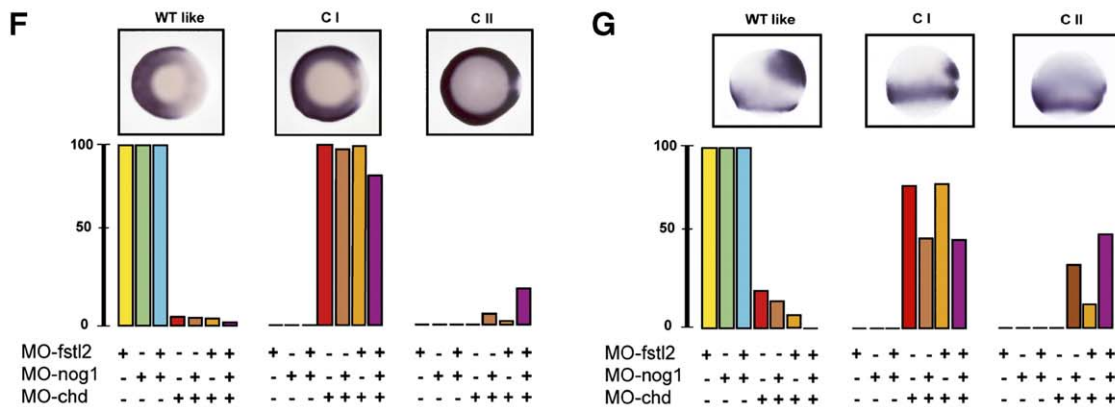 F
WT like C I C II
100
50
0
MO-fstl2 + - + - - + + + - + - - + + + - + - - + +
MO-nog1 - + + - + - + - + + - + - + - + + - + - +
MO-chd - - - + + + + - - - + + + + - - - + + + +
G
WT like C I C II
100
50
0
MO-fstl2 + - + - - + + + - + - - + + + - + - - + +
MO-nog1 - + + - + - + - + + - + - + - + + - + - +
MO-chd - - - + + + + - - - + + + + - - - + + + +